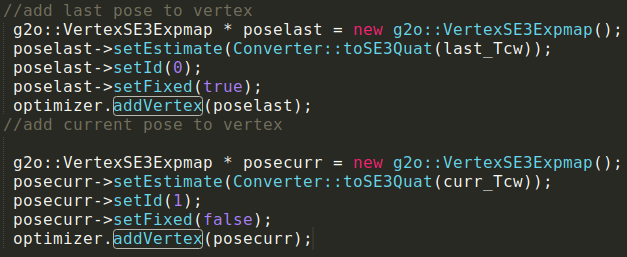 //add last pose to vertex
g2o::VertexSE3Expmap * poselast = new g2o::VertexSE3Expmap();
poselast->setEstimate(Converter::toSE3Quat(last_Tcw));
poselast->setId(0);
poselast->setFixed(true);
optimizer.addVertex(poselast);
//add current pose to vertex
g2o::VertexSE3Expmap * posecurr = new g2o::VertexSE3Expmap();
posecurr->setEstimate(Converter::toSE3Quat(curr_Tcw));
posecurr->setId(1);
posecurr->setFixed(false);
optimizer.addVertex(posecurr);